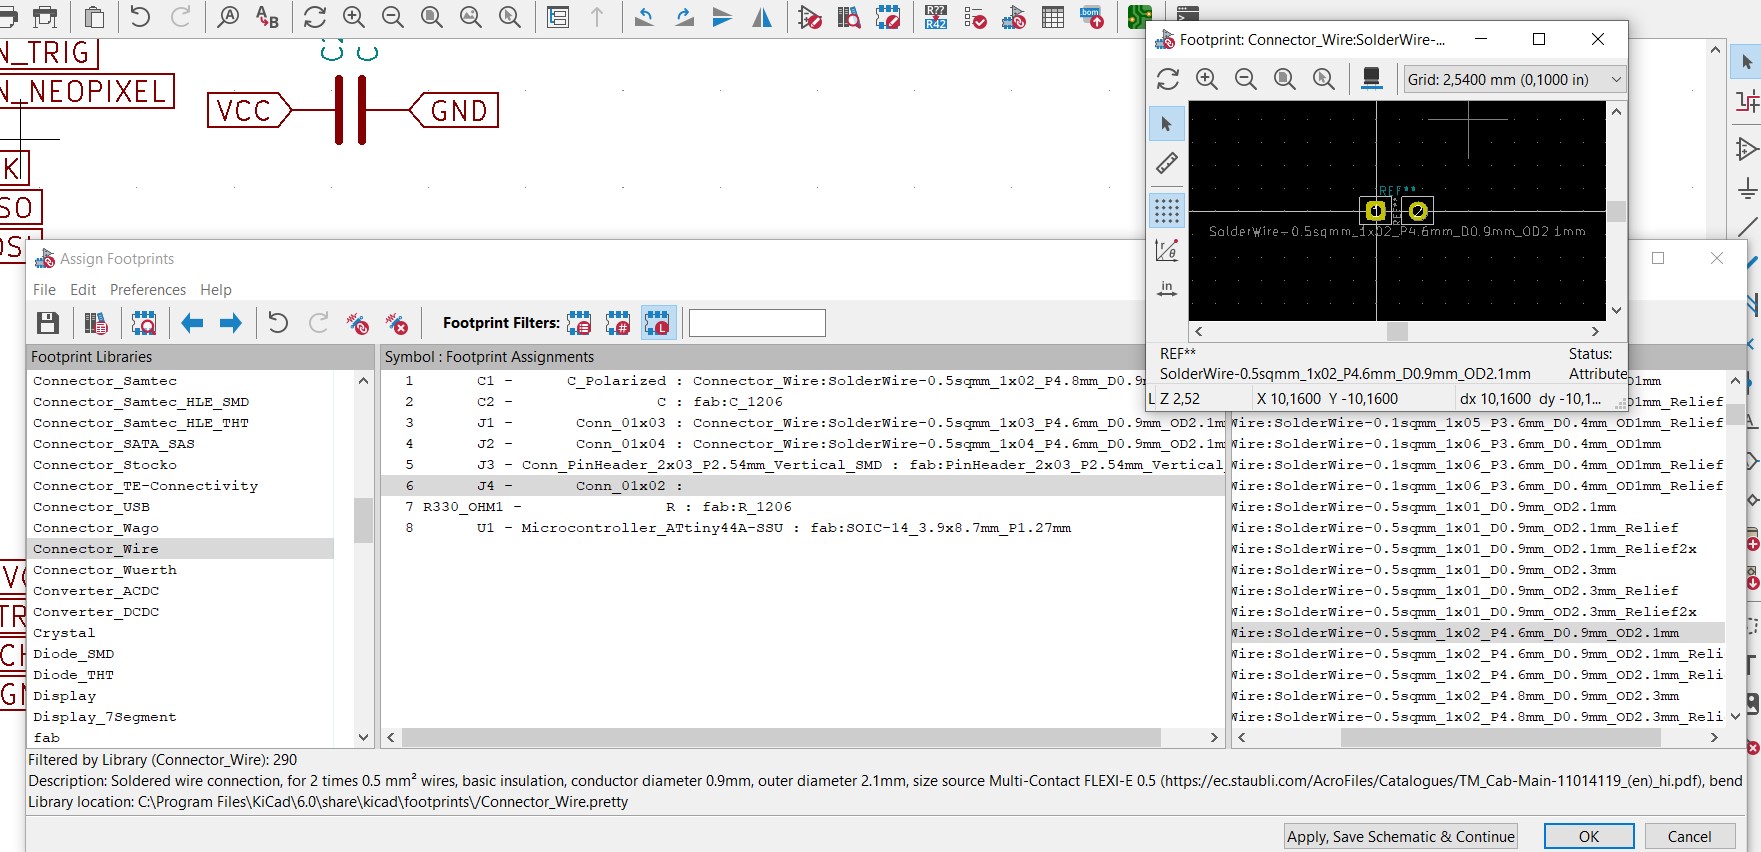 N_TRIG
N_NEOPIXEL
VCC
GND
K
SO
Footprint: Connector_Wire:SolderWire-...
Grid: 2,5400 mm (0,1000 in)
REF**
1
2
REF**
SolderWire-0.5sqmm_1x02_P4.6mm_D0.9mm_OD2.1mm
in
REF**
Status:
SolderWire-0.5sqmm_1x02_P4.6mm_D0.9mm_OD2.1mm
Attribute
L Z 2,52
X 10,1600 Y -10,1600
dx 10,1600 dy -10,1...
Assign Footprints
File Edit Preferences Help
Footprint Filters:
Footprint Libraries
Connector_Samtec
Connector_Samtec_HLE_SMD
Connector_Samtec_HLE_THT
Connector_SATA_SAS
Connector_Stocko
Connector_TE-Connectivity
Connector_USB
Connector_Wago
Connector_Wire
Connector_Wuerth
Converter_ACDC
Converter_DCDC
Crystal
Diode_SMD
Diode_THT
Display
Display_7Segment
fab
Symbol : Footprint Assignments
1 C1 - C_Polarized : Connector_Wire:SolderWire-0.5sqmm_1x02_P4.8mm_D0.9m
2 C2 - C : fab:C_1206
3 J1 - Conn_01x03 : Connector_Wire:SolderWire-0.5sqmm_1x03_P4.6mm_D0.9mm_OD2.1m
4 J2 - Conn_01x04 : Connector_Wire:SolderWire-0.5sqmm_1x04_P4.6mm_D0.9mm_OD2.1m
5 J3 - Conn_PinHeader_2x03_P2.54mm_Vertical_SMD : fab:PinHeader_2x03_P2.54mm_Vertical_
6 J4 - Conn_01x02 :
7 R330_OHM1 - R : fab:R_1206
8 U1 - Microcontroller_ATtiny44A-SSU : fab:SOIC-14_3.9x8.7mm_P1.27mm
D1mm
OD1mm_Relief
Wire:SolderWire-0.1sqmm_1x05_P3.6mm_D0.4mm_OD1mm_Relief
Wire:SolderWire-0.1sqmm_1x06_P3.6mm_D0.4mm_OD1mm
Wire:SolderWire-0.1sqmm_1x06_P3.6mm_D0.4mm_OD1mm_Relief
Wire:SolderWire-0.1sqmm_1x06_P3.6mm_D0.4mm_OD1mm_Relief
Wire:SolderWire-0.5sqmm_1x01_D0.9mm_OD2.1mm
Wire:SolderWire-0.5sqmm_1x01_D0.9mm_OD2.1mm_Relief
Wire:SolderWire-0.5sqmm_1x01_D0.9mm_OD2.1mm_Relief2x
Wire:SolderWire-0.5sqmm_1x01_D0.9mm_OD2.3mm
Wire:SolderWire-0.5sqmm_1x01_D0.9mm_OD2.3mm_Relief
Wire:SolderWire-0.5sqmm_1x01_D0.9mm_OD2.3mm_Relief2x
Wire:SolderWire-0.5sqmm_1x02_P4.6mm_D0.9mm_OD2.1mm
Wire:SolderWire-0.5sqmm_1x02_P4.6mm_D0.9mm_OD2.1mm_Reli
Wire:SolderWire-0.5sqmm_1x02_P4.6mm_D0.9mm_OD2.1mm_Reli
Wire:SolderWire-0.5sqmm_1x02_P4.8mm_D0.9mm_OD2.3mm
Wire:SolderWire-0.5sqmm_1x02_P4.8mm_D0.9mm_OD2.3mm_Reli
Filtered by Library (Connector_Wire): 290
Description: Soldered wire connection, for 2 times 0.5 mm² wires, basic insulation, conductor diameter 0.9mm, outer diameter 2.1mm, size source Multi-Contact FLEXI-E 0.5 (https://ec.staubli.com/AcroFiles/Catalogues/TM_Cab-Main-11014119_(en)_hi.pdf), bend
Library location: C:\Program Files\KiCad\6.0\share\kicad\footprints\/Connector_Wire.pretty
Apply, Save Schematic & Continue
OK
Cancel